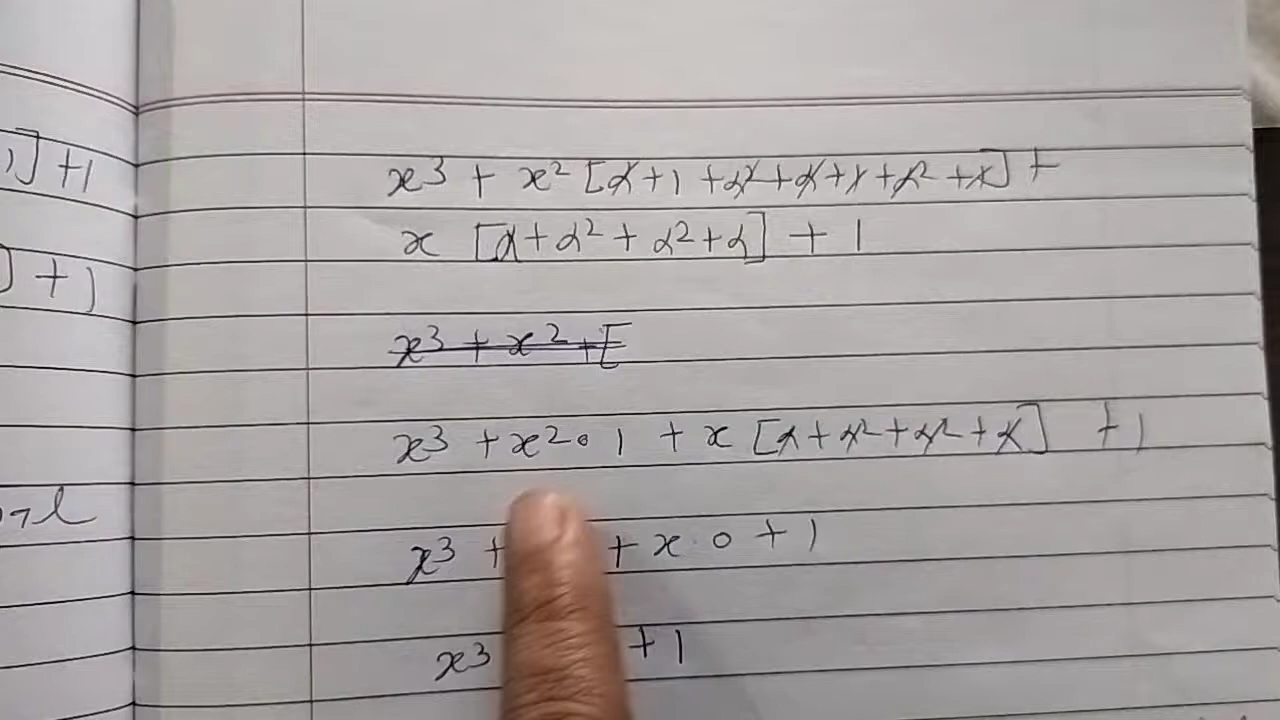 ,] +1
x³ + x² [α+1 +α²+α+1+α²+α] +
x [α+α²+ α²+α] + 1
] +1
x³ + x² +[
x³ +x²∘1 + x [α+α²+α²+α] +1
x³ + + x·0 +1
x³ +1